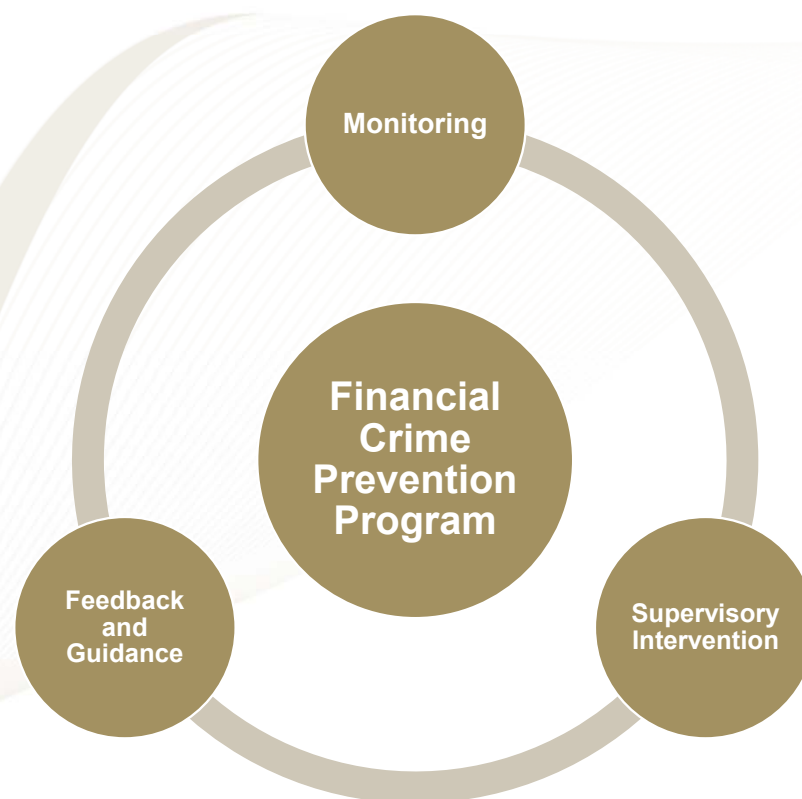 Monitoring
Financial
Crime
Prevention
Program
Feedback
and
Guidance
Supervisory
Intervention